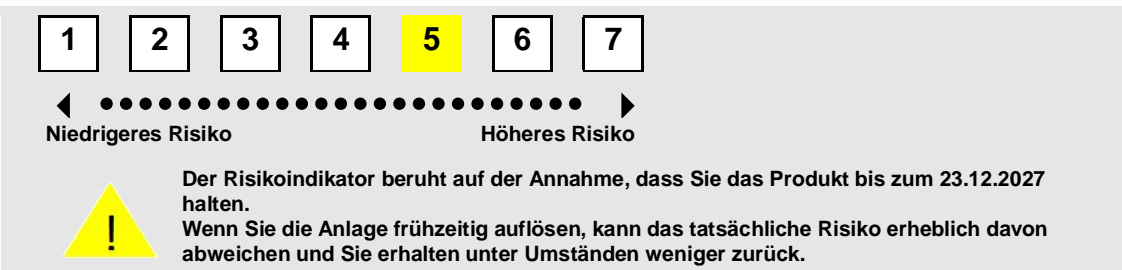 1 2 3 4 5 6 7
Niedrigeres Risiko Höheres Risiko
Der Risikoindikator beruht auf der Annahme, dass Sie das Produkt bis zum 23.12.2027
halten.
Wenn Sie die Anlage frühzeitig auflösen, kann das tatsächliche Risiko erheblich davon
abweichen und Sie erhalten unter Umständen weniger zurück.
!